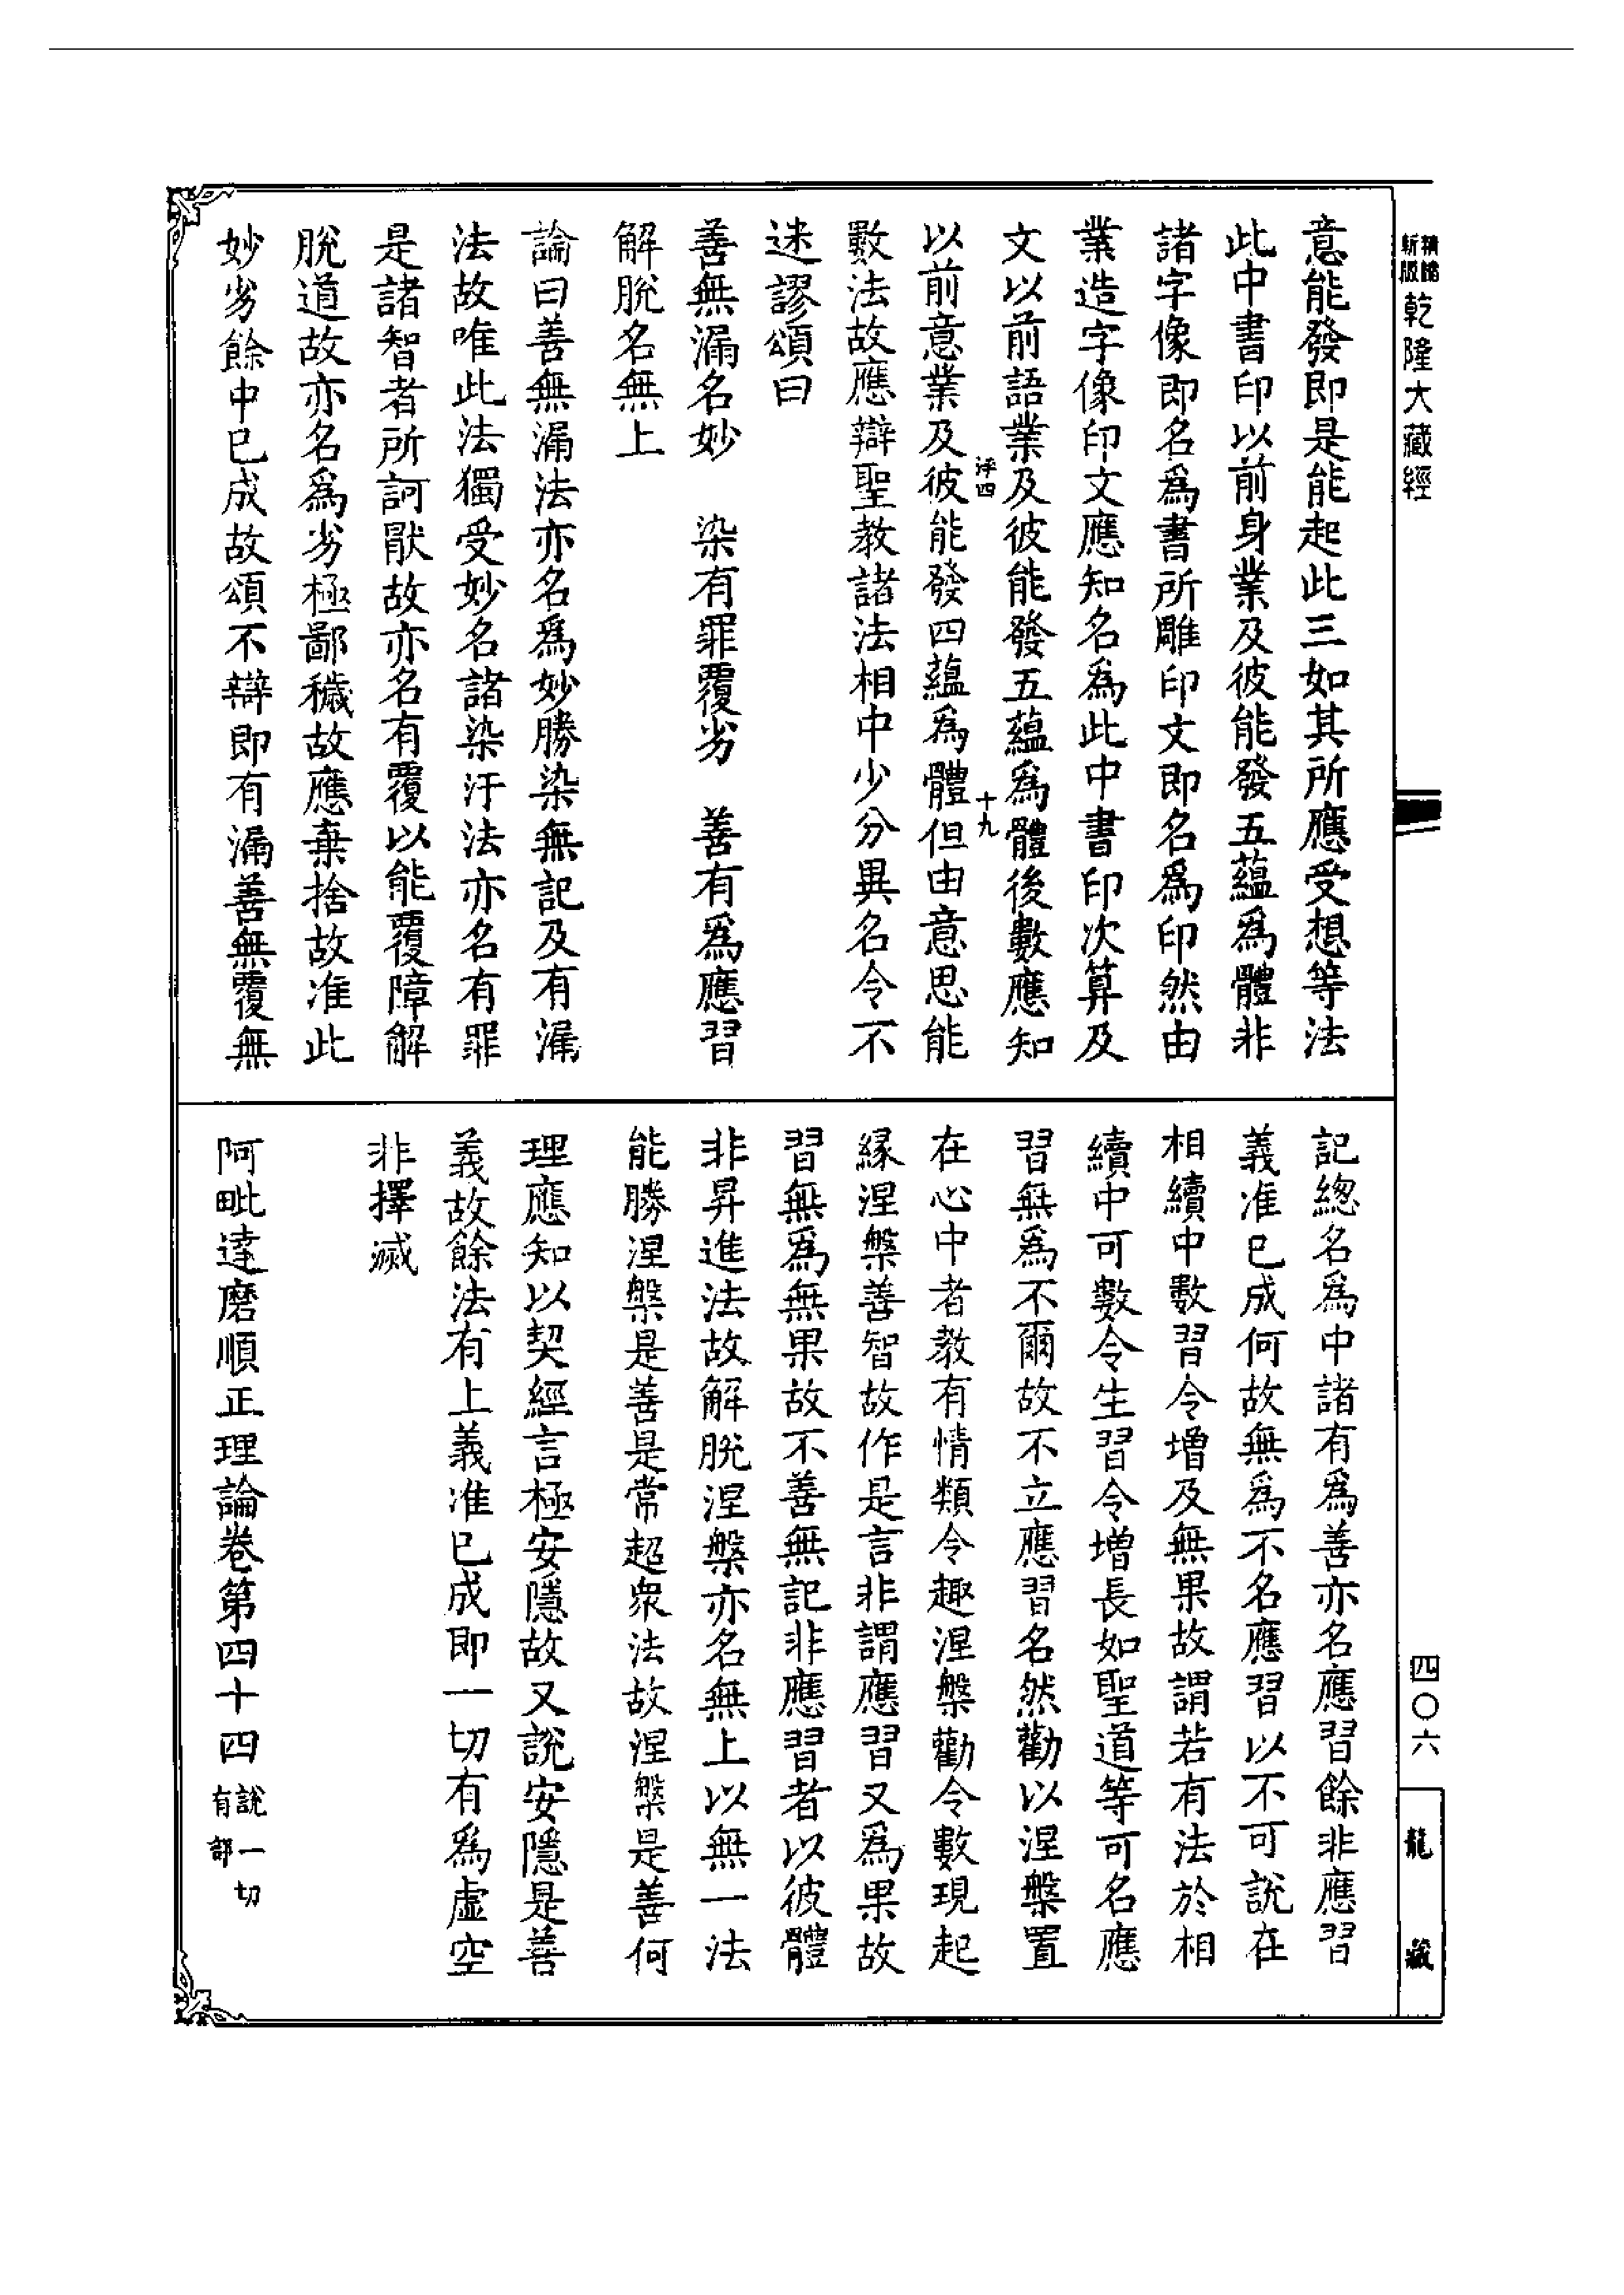 精縮
新版
乾隆大藏經
意能發即是能起此三如其所應受想等法
此中書印以前身業及彼能發五蘊爲體非
諸字像即名爲書所雕印文即名爲印然由
業造字像印文應知名爲此中書印次算及
文以前語業及彼能發五蘊爲體後數應知
以前意業及彼能發四蘊爲體但由意思能
數法故應辯聖教諸法相中少分異名令不
迷謬頌曰
善無漏名妙　染有罪覆劣　善有爲應習
解脫名無上
論曰善無漏法亦名爲妙勝染無記及有漏
法故唯此法獨受妙名諸染汙法亦名有罪
是諸智者所訶厭故亦名有覆以能覆障解
脫道故亦名爲劣極鄙穢故應棄捨故准此
妙劣餘中已成故頌不辯即有漏善無覆無
記總名爲中諸有爲善亦名應習餘非應習
義准已成何故無爲不名應習以不可說在
相續中數習令增及無果故謂若有法於相
續中可數令生習令增長如聖道等可名應
習無爲不爾故不立應習名然勸以涅槃置
在心中者教有情類令趣涅槃勸令數現起
緣涅槃善智故作是言非謂應習又爲果故
習無爲無果故不善無記非應習者以彼體
非昇進法故解脫涅槃亦名無上以無一法
能勝涅槃是善是常超衆法故涅槃是善何
理應知以契經言極安隱故又說安隱是善
義故餘法有上義准已成即一切有爲虛空
非擇滅
阿毗達磨順正理論卷第四十四
說一切
有部
十九
四〇六
龍藏